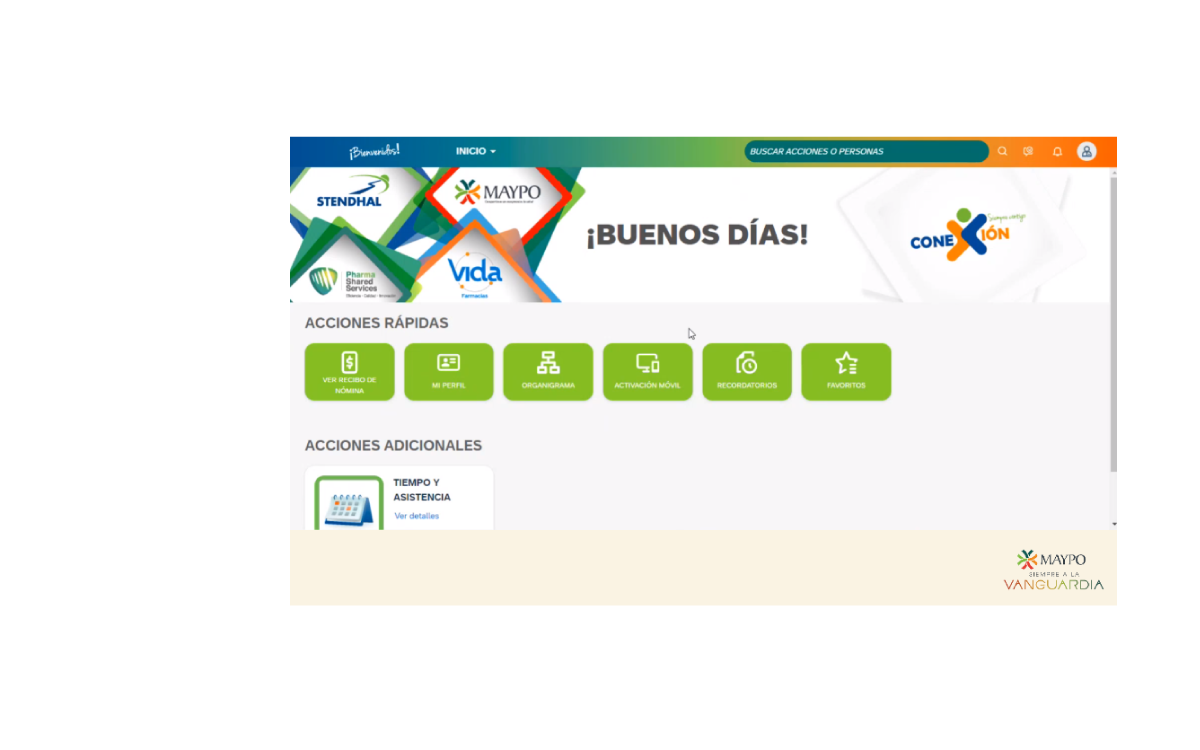 ¡Bienvenidos!
INICIO
BUSCAR ACCIONES O PERSONAS
STENDHAL
MAYPO
¡BUENOS DÍAS!
Siempre contigo
CONEXIÓN
Pharma
Shared
Services
Vida
Farmacias
ACCIONES RÁPIDAS
VER RECIBO DE
NÓMINA
MI PERFIL
ORGANIGRAMA
ACTIVACIÓN MÓVIL
RECORDATORIOS
FAVORITOS
ACCIONES ADICIONALES
TIEMPO Y
ASISTENCIA
Ver detalles
MAYPO
SIEMPRE A LA
VANGUARDIA